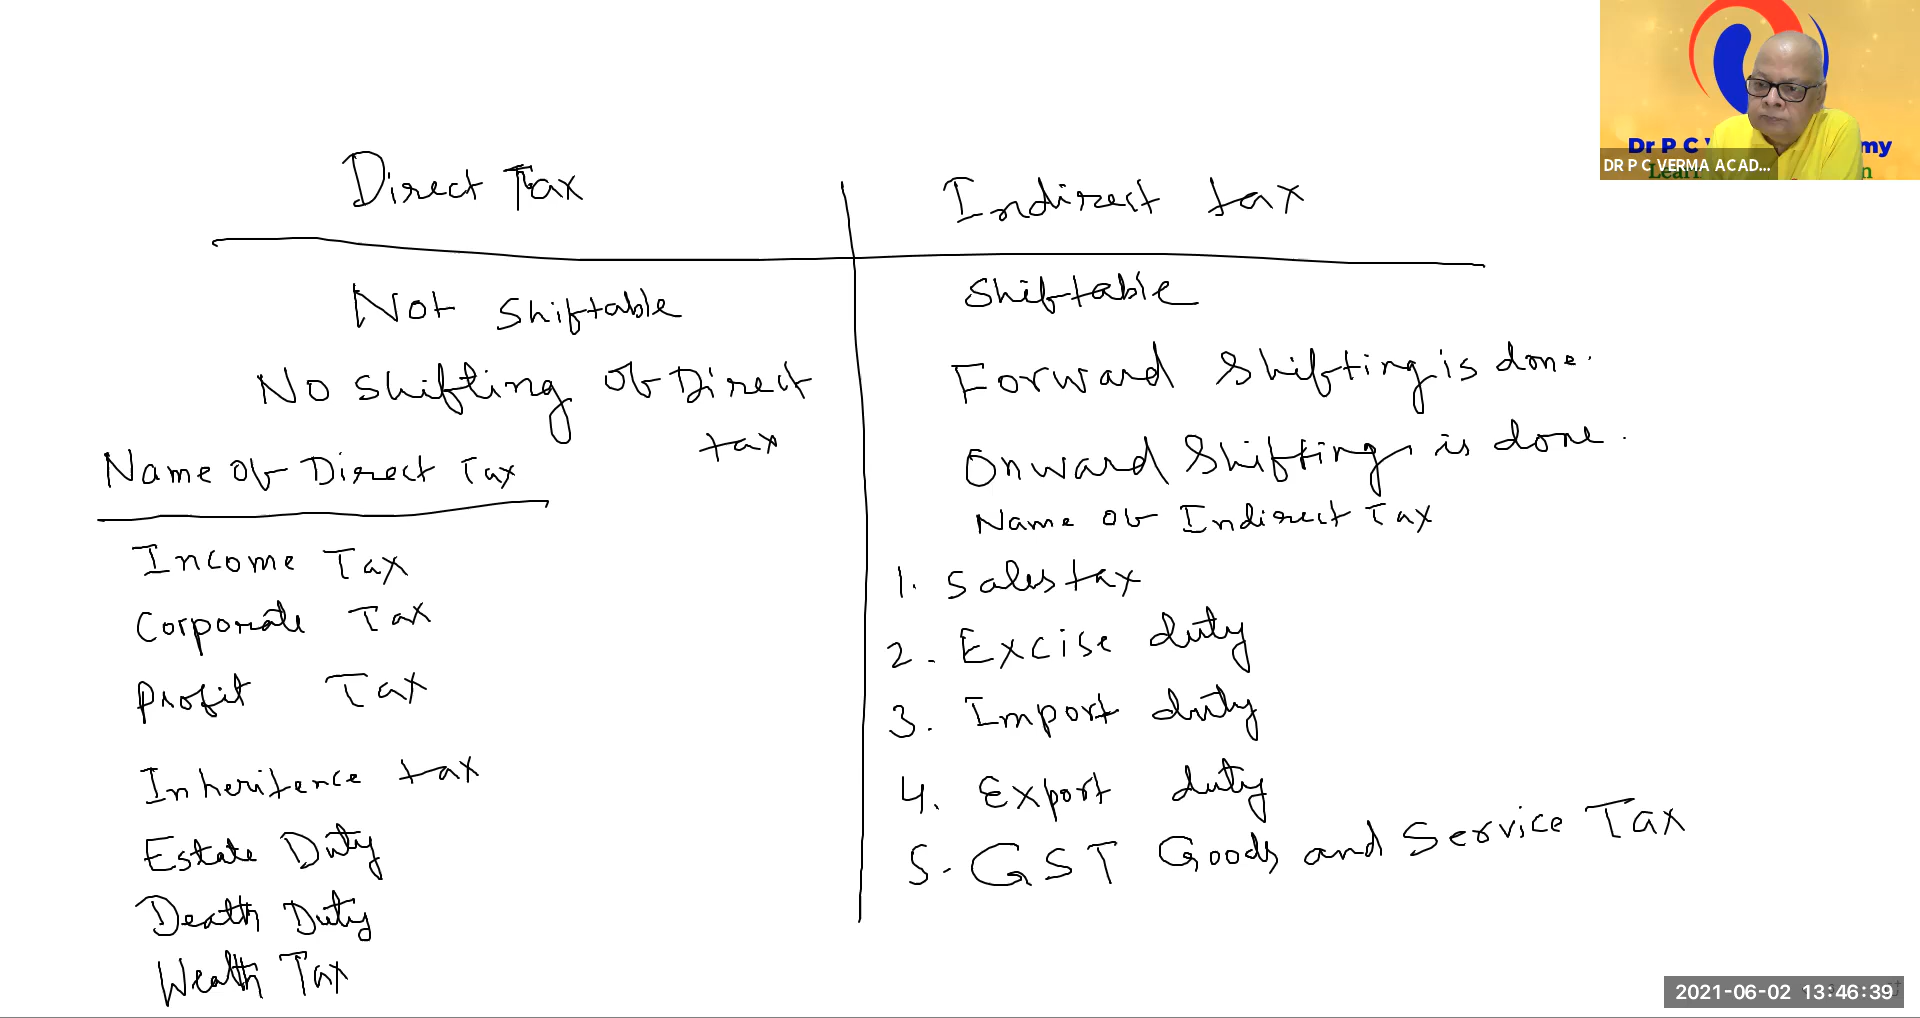 Direct Tax
Not Shiftable
No Shifting of Direct
tax
Name of Direct Tax
Income Tax
Corporate Tax
Profit Tax
Inheritence tax
Estate Duty
Death Duty
Wealth Tax
Indirect tax
Shiftable
Forward Shifting is done.
Onward Shifting is done.
Name of Indirect Tax
1. Sales tax
2. Excise duty
3. Import duty
4. Export duty
5. GST Goods and Service Tax
Dr P C
DR P C VERMA ACAD...
2021-06-02 13:46:39